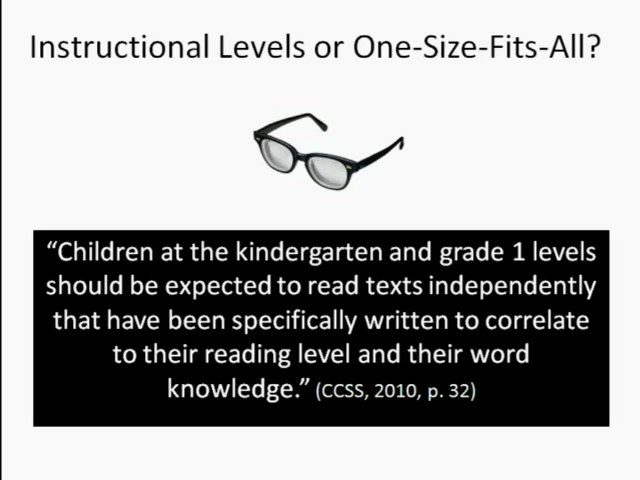 Instructional Levels or One-Size-Fits-All?
“Children at the kindergarten and grade 1 levels
should be expected to read texts independently
that have been specifically written to correlate
to their reading level and their word
knowledge.” (CCSS, 2010, p. 32)